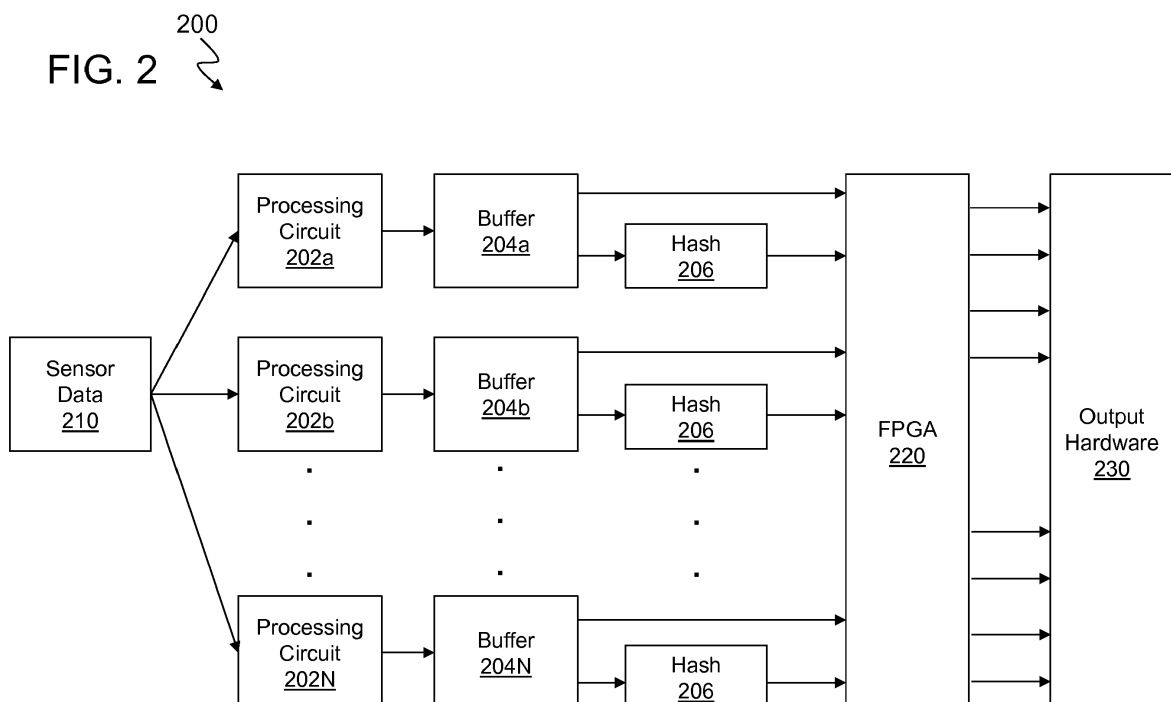 200
FIG. 2
Processing
Circuit
202a
Buffer
204a
Hash
206
Sensor
Data
210
Processing
Circuit
202b
Buffer
204b
Hash
206
FPGA
220
Output
Hardware
230
Processing
Circuit
202N
Buffer
204N
Hash
206